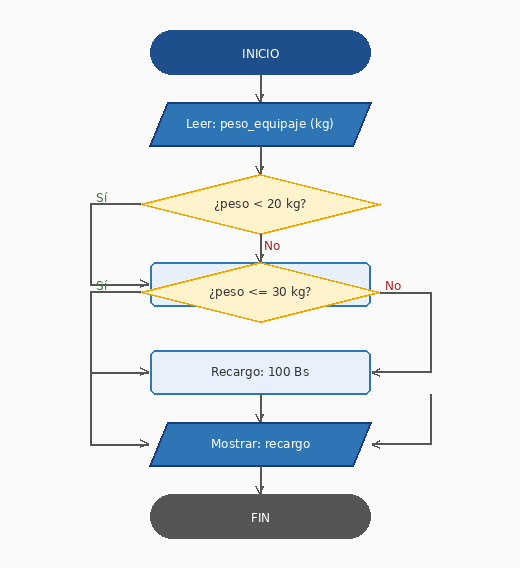 INICIO
Leer: peso_equipaje (kg)
Sí
¿peso < 20 kg?
No
Sí
¿peso <= 30 kg?
No
Recargo: 100 Bs
Mostrar: recargo
FIN